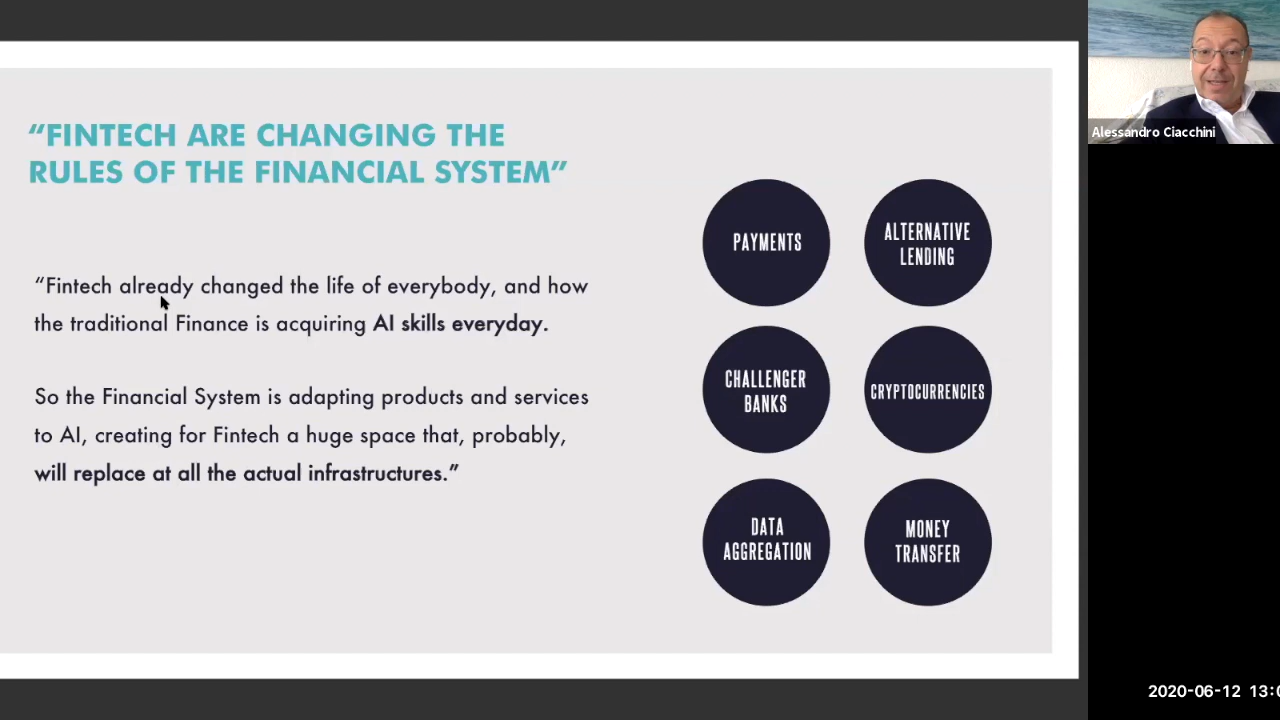 “FINTECH ARE CHANGING THE
RULES OF THE FINANCIAL SYSTEM”
“Fintech already changed the life of everybody, and how
the traditional Finance is acquiring AI skills everyday.
So the Financial System is adapting products and services
to AI, creating for Fintech a huge space that, probably,
will replace at all the actual infrastructures.”
PAYMENTS
ALTERNATIVE
LENDING
CHALLENGER
BANKS
CRYPTOCURRENCIES
DATA
AGGREGATION
MONEY
TRANSFER
Alessandro Ciacchini
2020-06-12 13:0